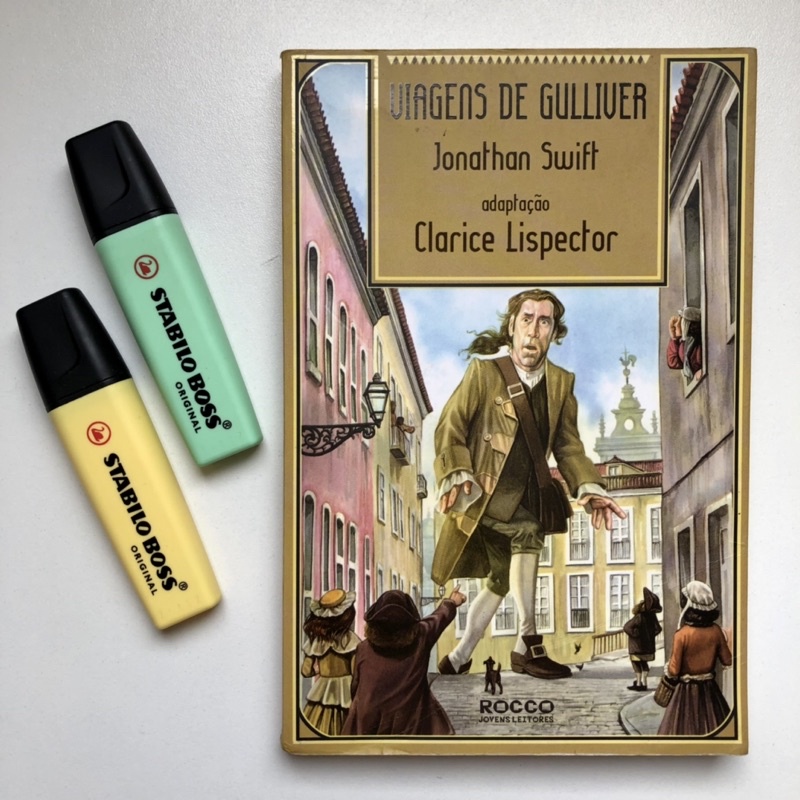 VIAGENS DE GULLIVER
Jonathan Swift
adaptação
Clarice Lispector
ROCCO
JOVENS LEITORES
STABILO BOSS®
ORIGINAL
STABILO BOSS®
ORIGINAL